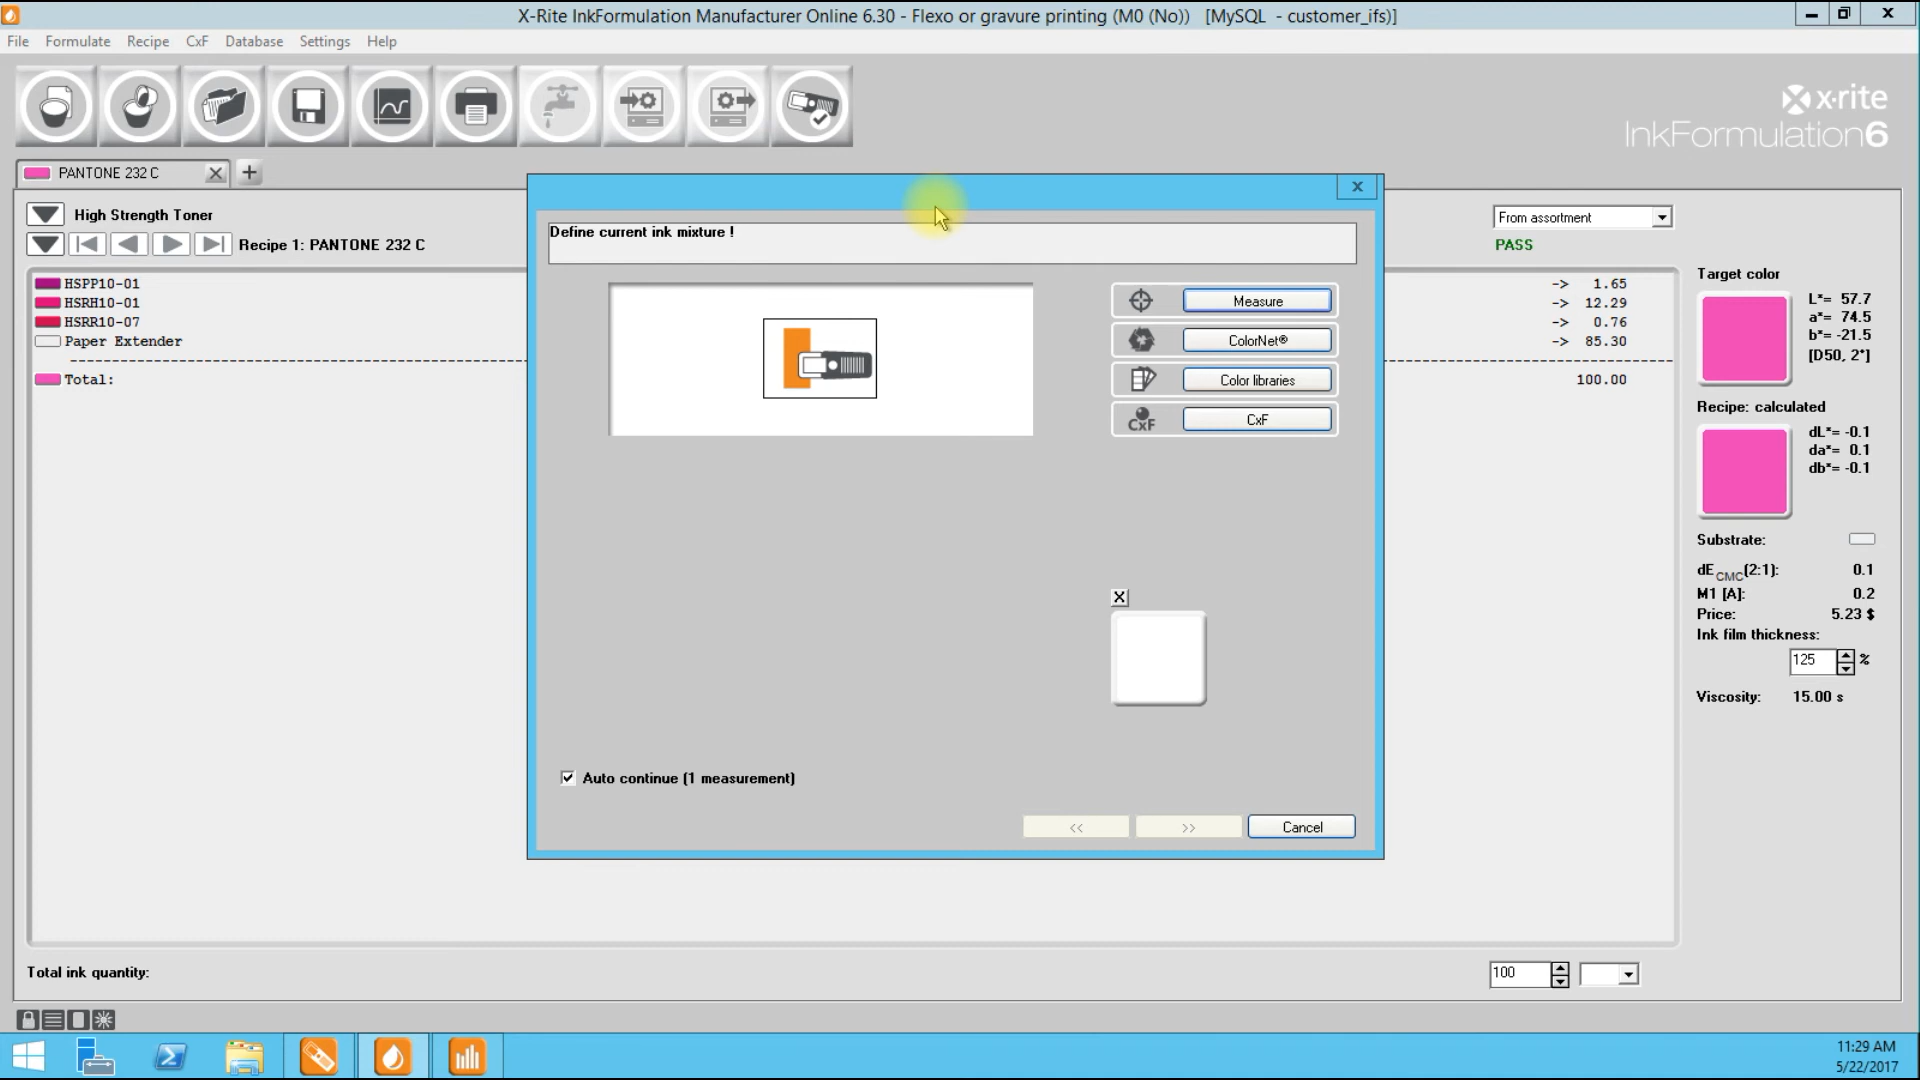 X-Rite InkFormulation Manufacturer Online 6.30 - Flexo or gravure printing (M0 (No)) [MySQL - customer_ifs)]
File Formulate Recipe CxF Database Settings Help
x·rite
InkFormulation6
PANTONE 232 C
High Strength Toner
Recipe 1: PANTONE 232 C
From assortment
PASS
HSPP10-01 -> 1.65
HSRH10-01 -> 12.29
HSRR10-07 -> 0.76
Paper Extender -> 85.30
Total: 100.00
Define current ink mixture !
Measure
ColorNet®
Color libraries
CxF CxF
X
Auto continue (1 measurement)
<< >> Cancel
Target color
L*= 57.7
a*= 74.5
b*= -21.5
[D50, 2°]
Recipe: calculated
dL*= -0.1
da*= 0.1
db*= -0.1
Substrate:
dE CMC(2:1): 0.1
M1 [A]: 0.2
Price: 5.23 $
Ink film thickness:
125 %
Viscosity: 15.00 s
Total ink quantity: 100
11:29 AM
5/22/2017